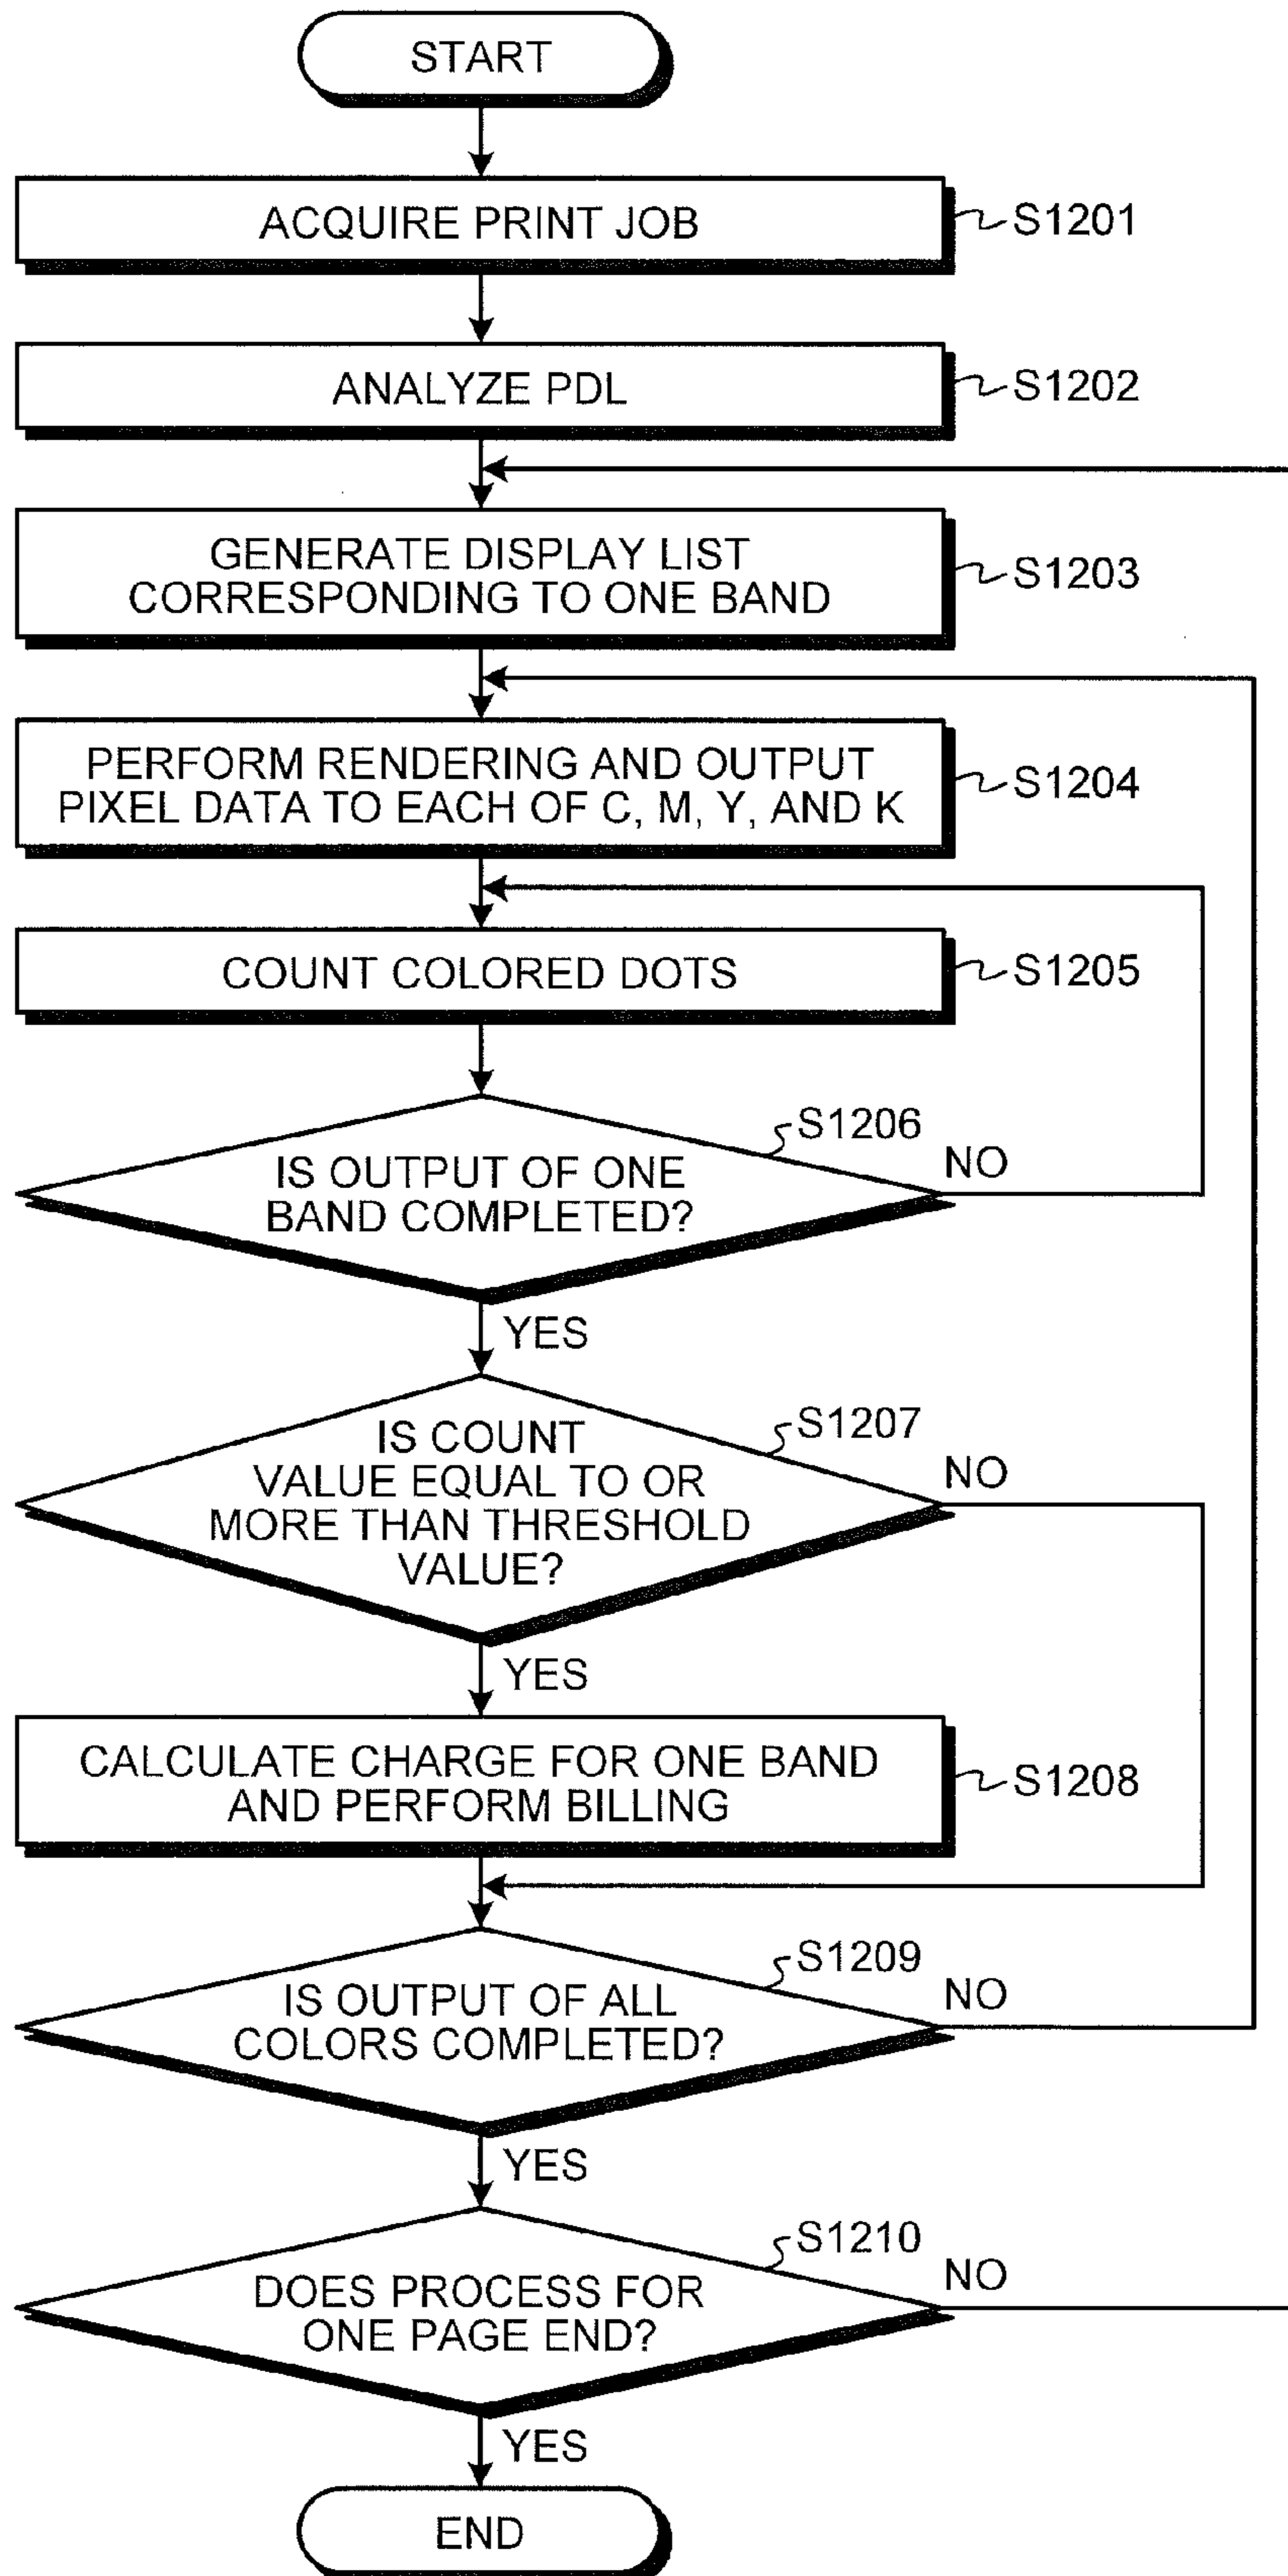 START
ACQUIRE PRINT JOB
S1201
ANALYZE PDL
S1202
GENERATE DISPLAY LIST
CORRESPONDING TO ONE BAND
S1203
PERFORM RENDERING AND OUTPUT
PIXEL DATA TO EACH OF C, M, Y, AND K
S1204
COUNT COLORED DOTS
S1205
S1206
IS OUTPUT OF ONE
BAND COMPLETED?
NO
YES
S1207
IS COUNT
VALUE EQUAL TO OR
MORE THAN THRESHOLD
VALUE?
NO
YES
CALCULATE CHARGE FOR ONE BAND
AND PERFORM BILLING
S1208
S1209
IS OUTPUT OF ALL
COLORS COMPLETED?
NO
YES
S1210
DOES PROCESS FOR
ONE PAGE END?
NO
YES
END